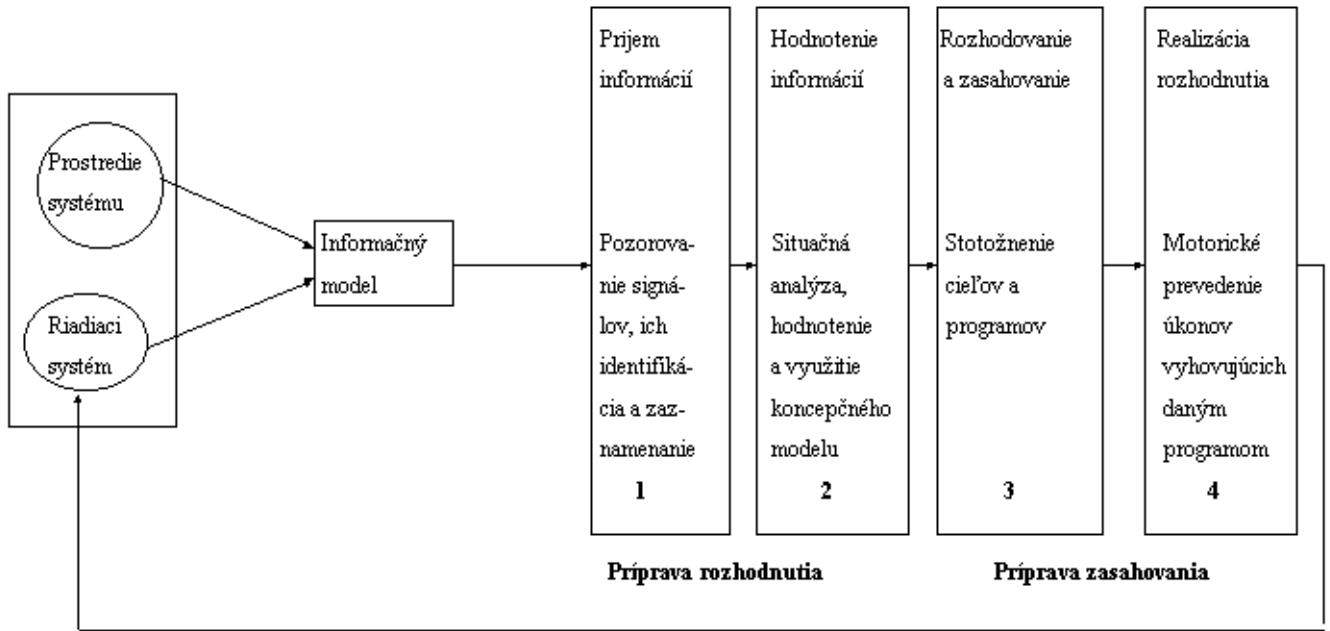 Prostredie
systému
Riadiaci
systém
Informačný
model
Prijem
informácií
Pozorova-
nie signá-
lov, ich
identifiká-
cia a zaz-
namenanie
1
Hodnotenie
informácií
Situačná
analýza,
hodnotenie
a využitie
koncepčného
modelu
2
Rozhodovanie
a zasahovanie
Stotožnenie
cieľov a
programov
3
Realizácia
rozhodnutia
Motorické
prevedenie
úkonov
vyhovujúcich
daným
programom
4
Príprava rozhodnutia
Príprava zasahovania